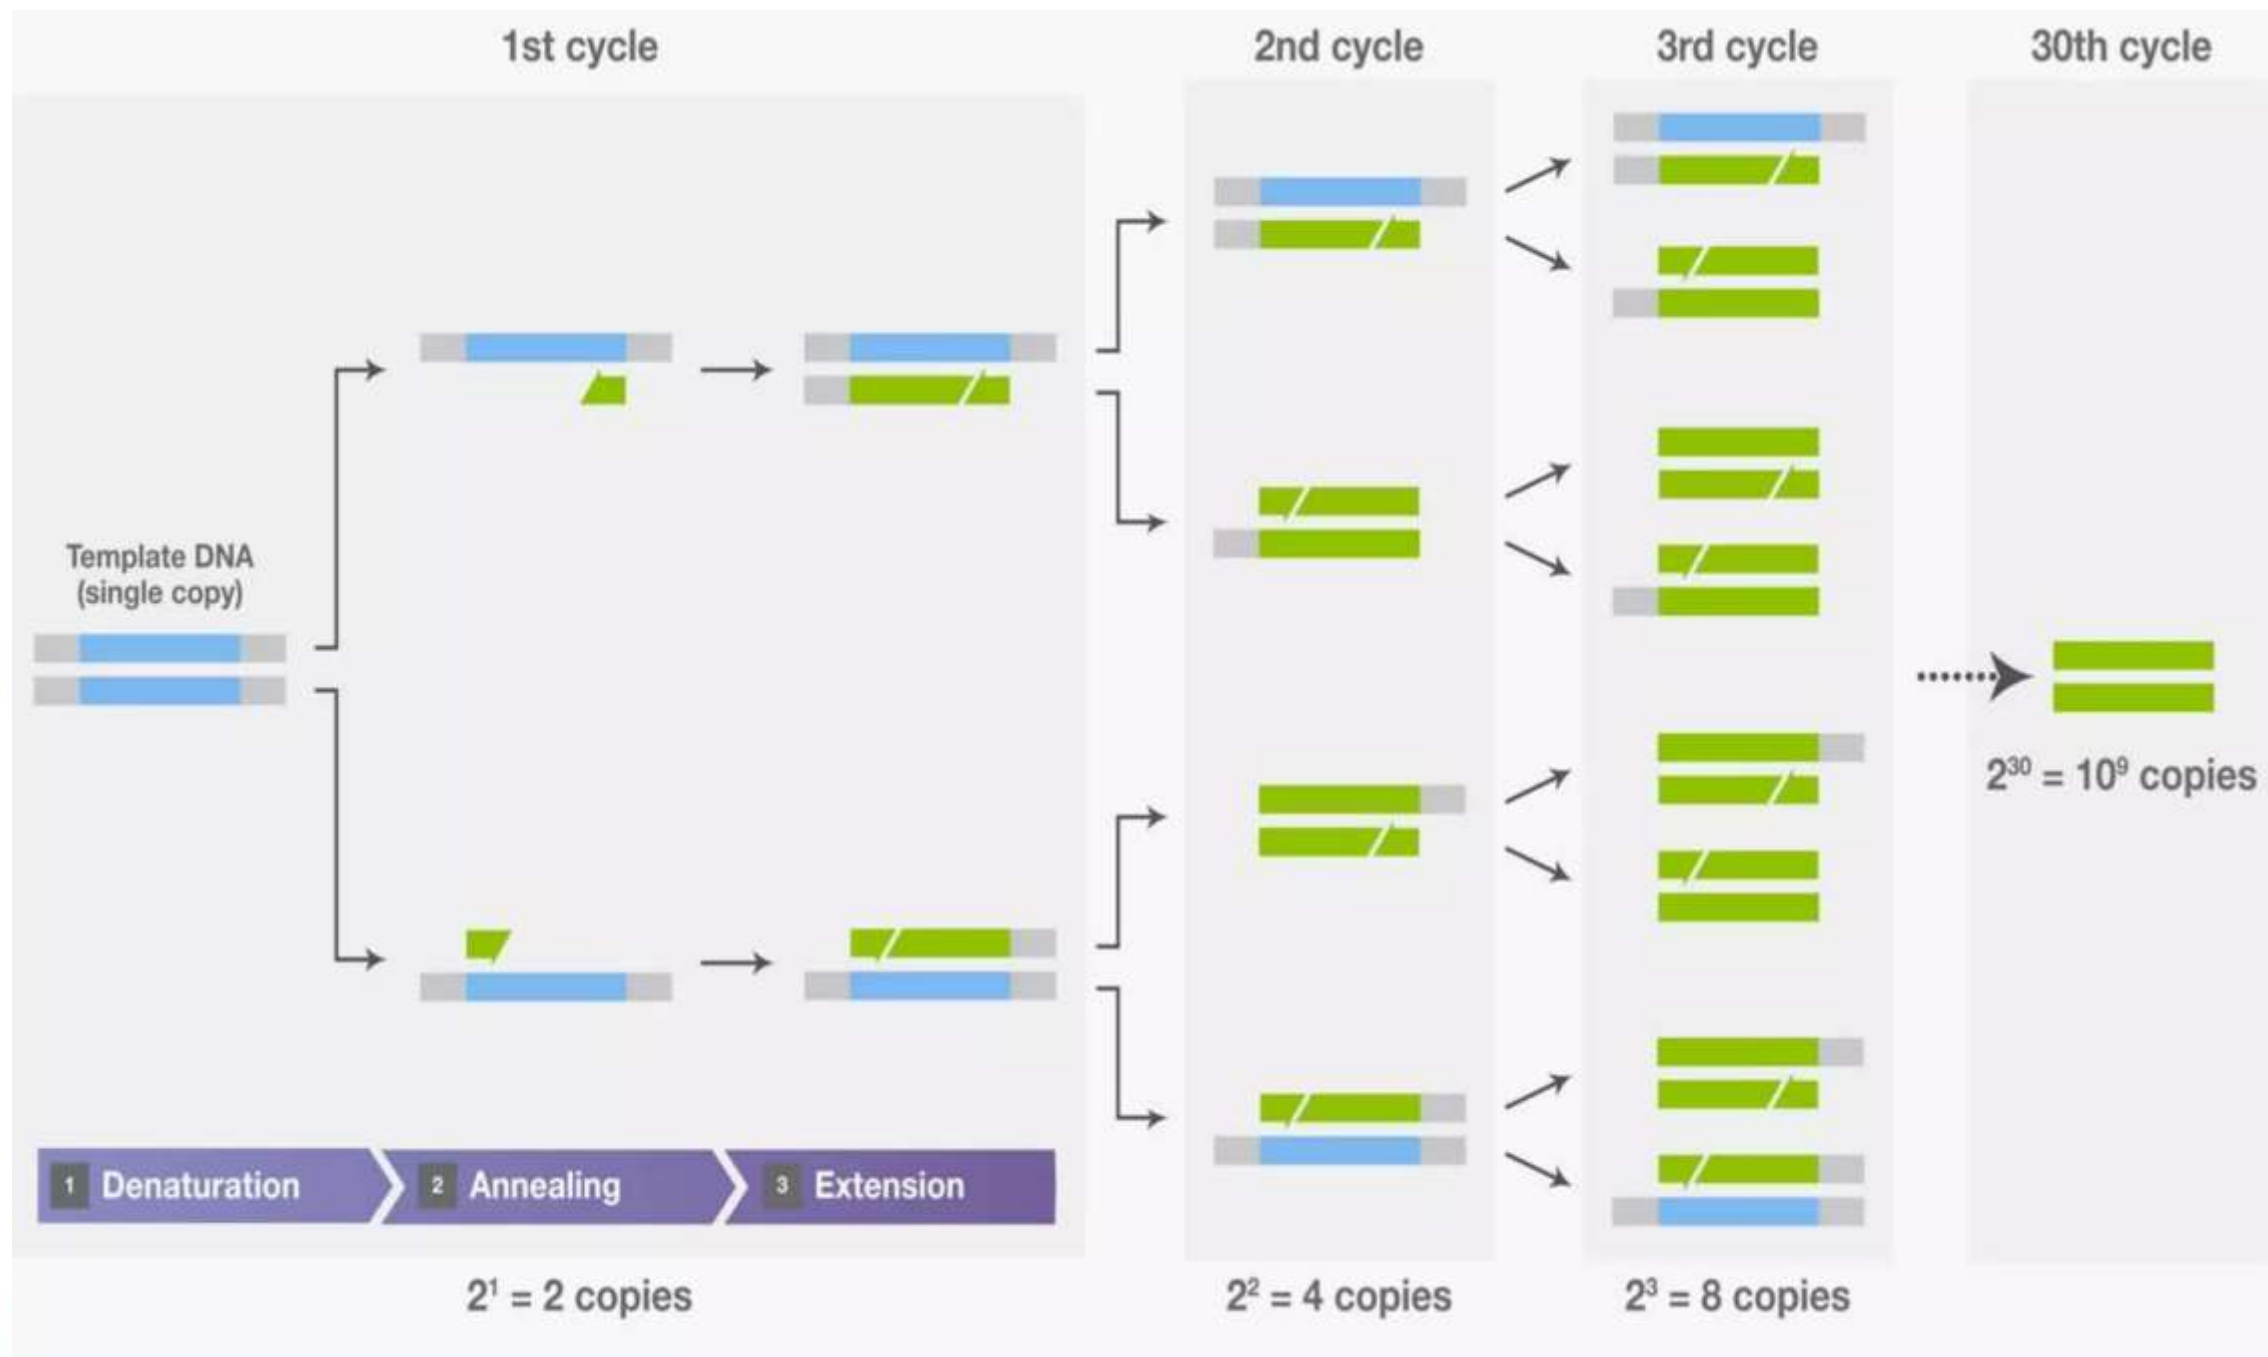 1st cycle
2nd cycle
3rd cycle
30th cycle
Template DNA
(single copy)
2³⁰ = 10⁹ copies
1 Denaturation
2 Annealing
3 Extension
2¹ = 2 copies
2² = 4 copies
2³ = 8 copies